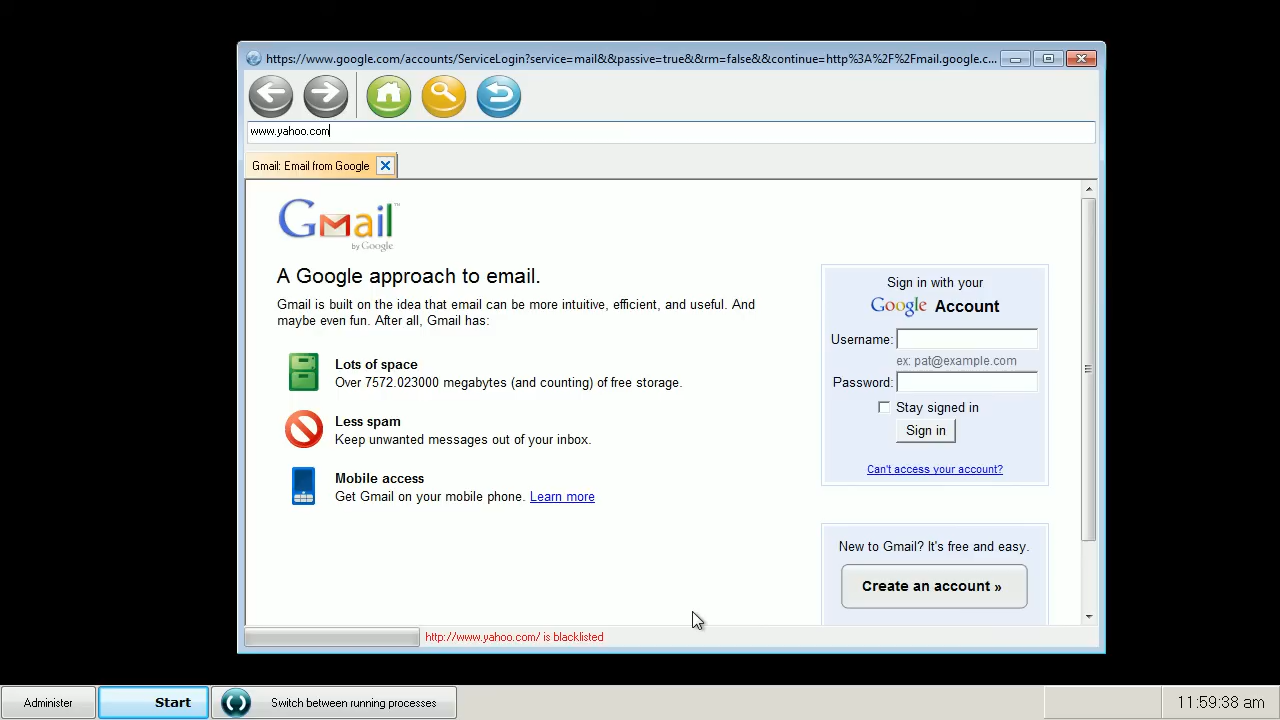 https://www.google.com/accounts/ServiceLogin?service=mail&&passive=true&&rm=false&&continue=http%3A%2F%2Fmail.google.c...
www.yahoo.com
Gmail: Email from Google
Gmail™
by Google
A Google approach to email.
Gmail is built on the idea that email can be more intuitive, efficient, and useful. And
maybe even fun. After all, Gmail has:
Lots of space
Over 7572.023000 megabytes (and counting) of free storage.
Less spam
Keep unwanted messages out of your inbox.
Mobile access
Get Gmail on your mobile phone. Learn more
Sign in with your
Google Account
Username:
ex: pat@example.com
Password:
Stay signed in
Sign in
Can't access your account?
New to Gmail? It's free and easy.
Create an account »
http://www.yahoo.com/ is blacklisted
Administer
Start
Switch between running processes
11:59:38 am